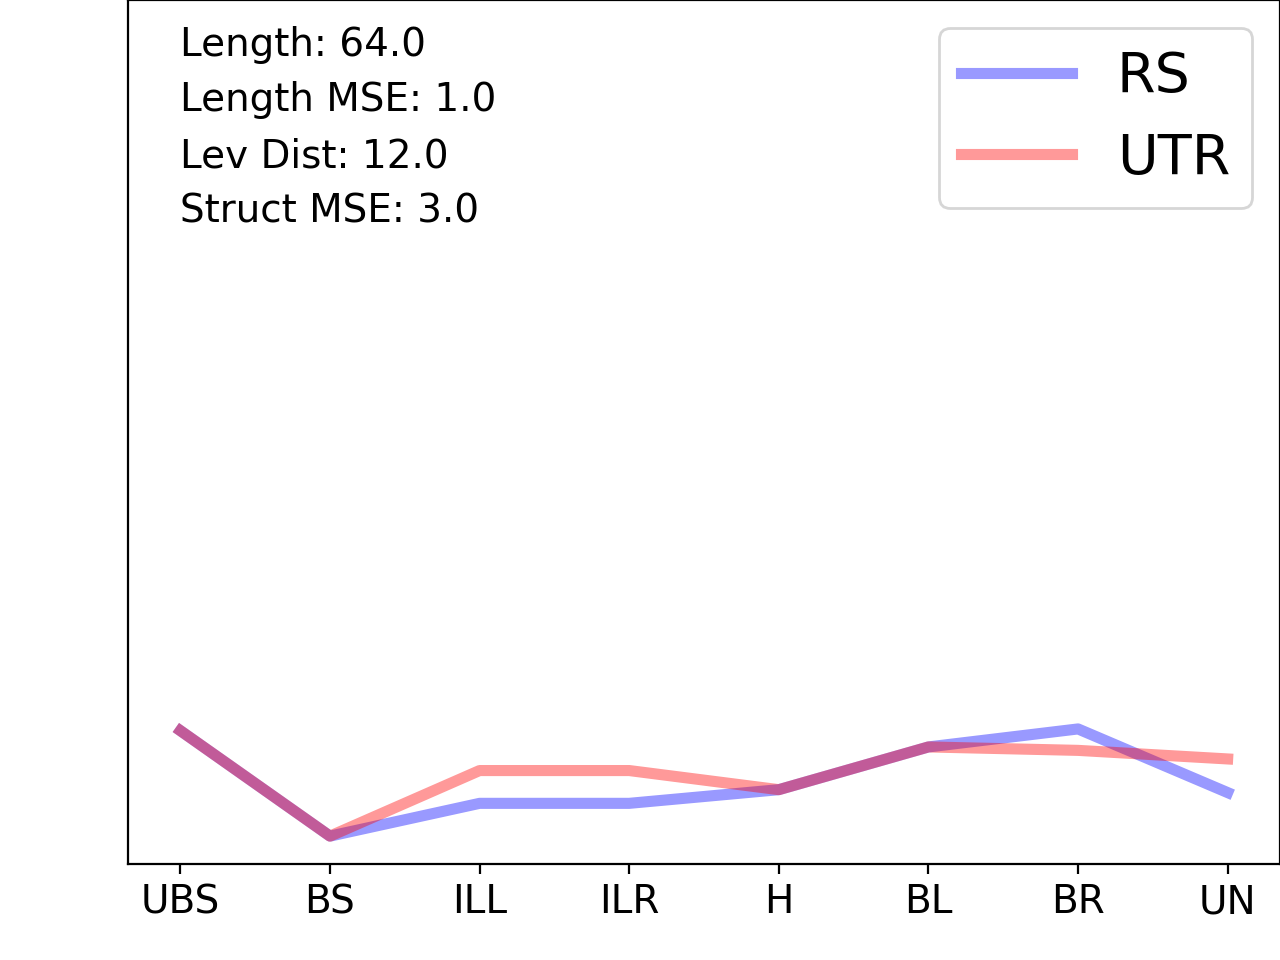 Length: 64.0
Length MSE: 1.0
Lev Dist: 12.0
Struct MSE: 3.0
RS
UTR
UBS BS ILL ILR H BL BR UN